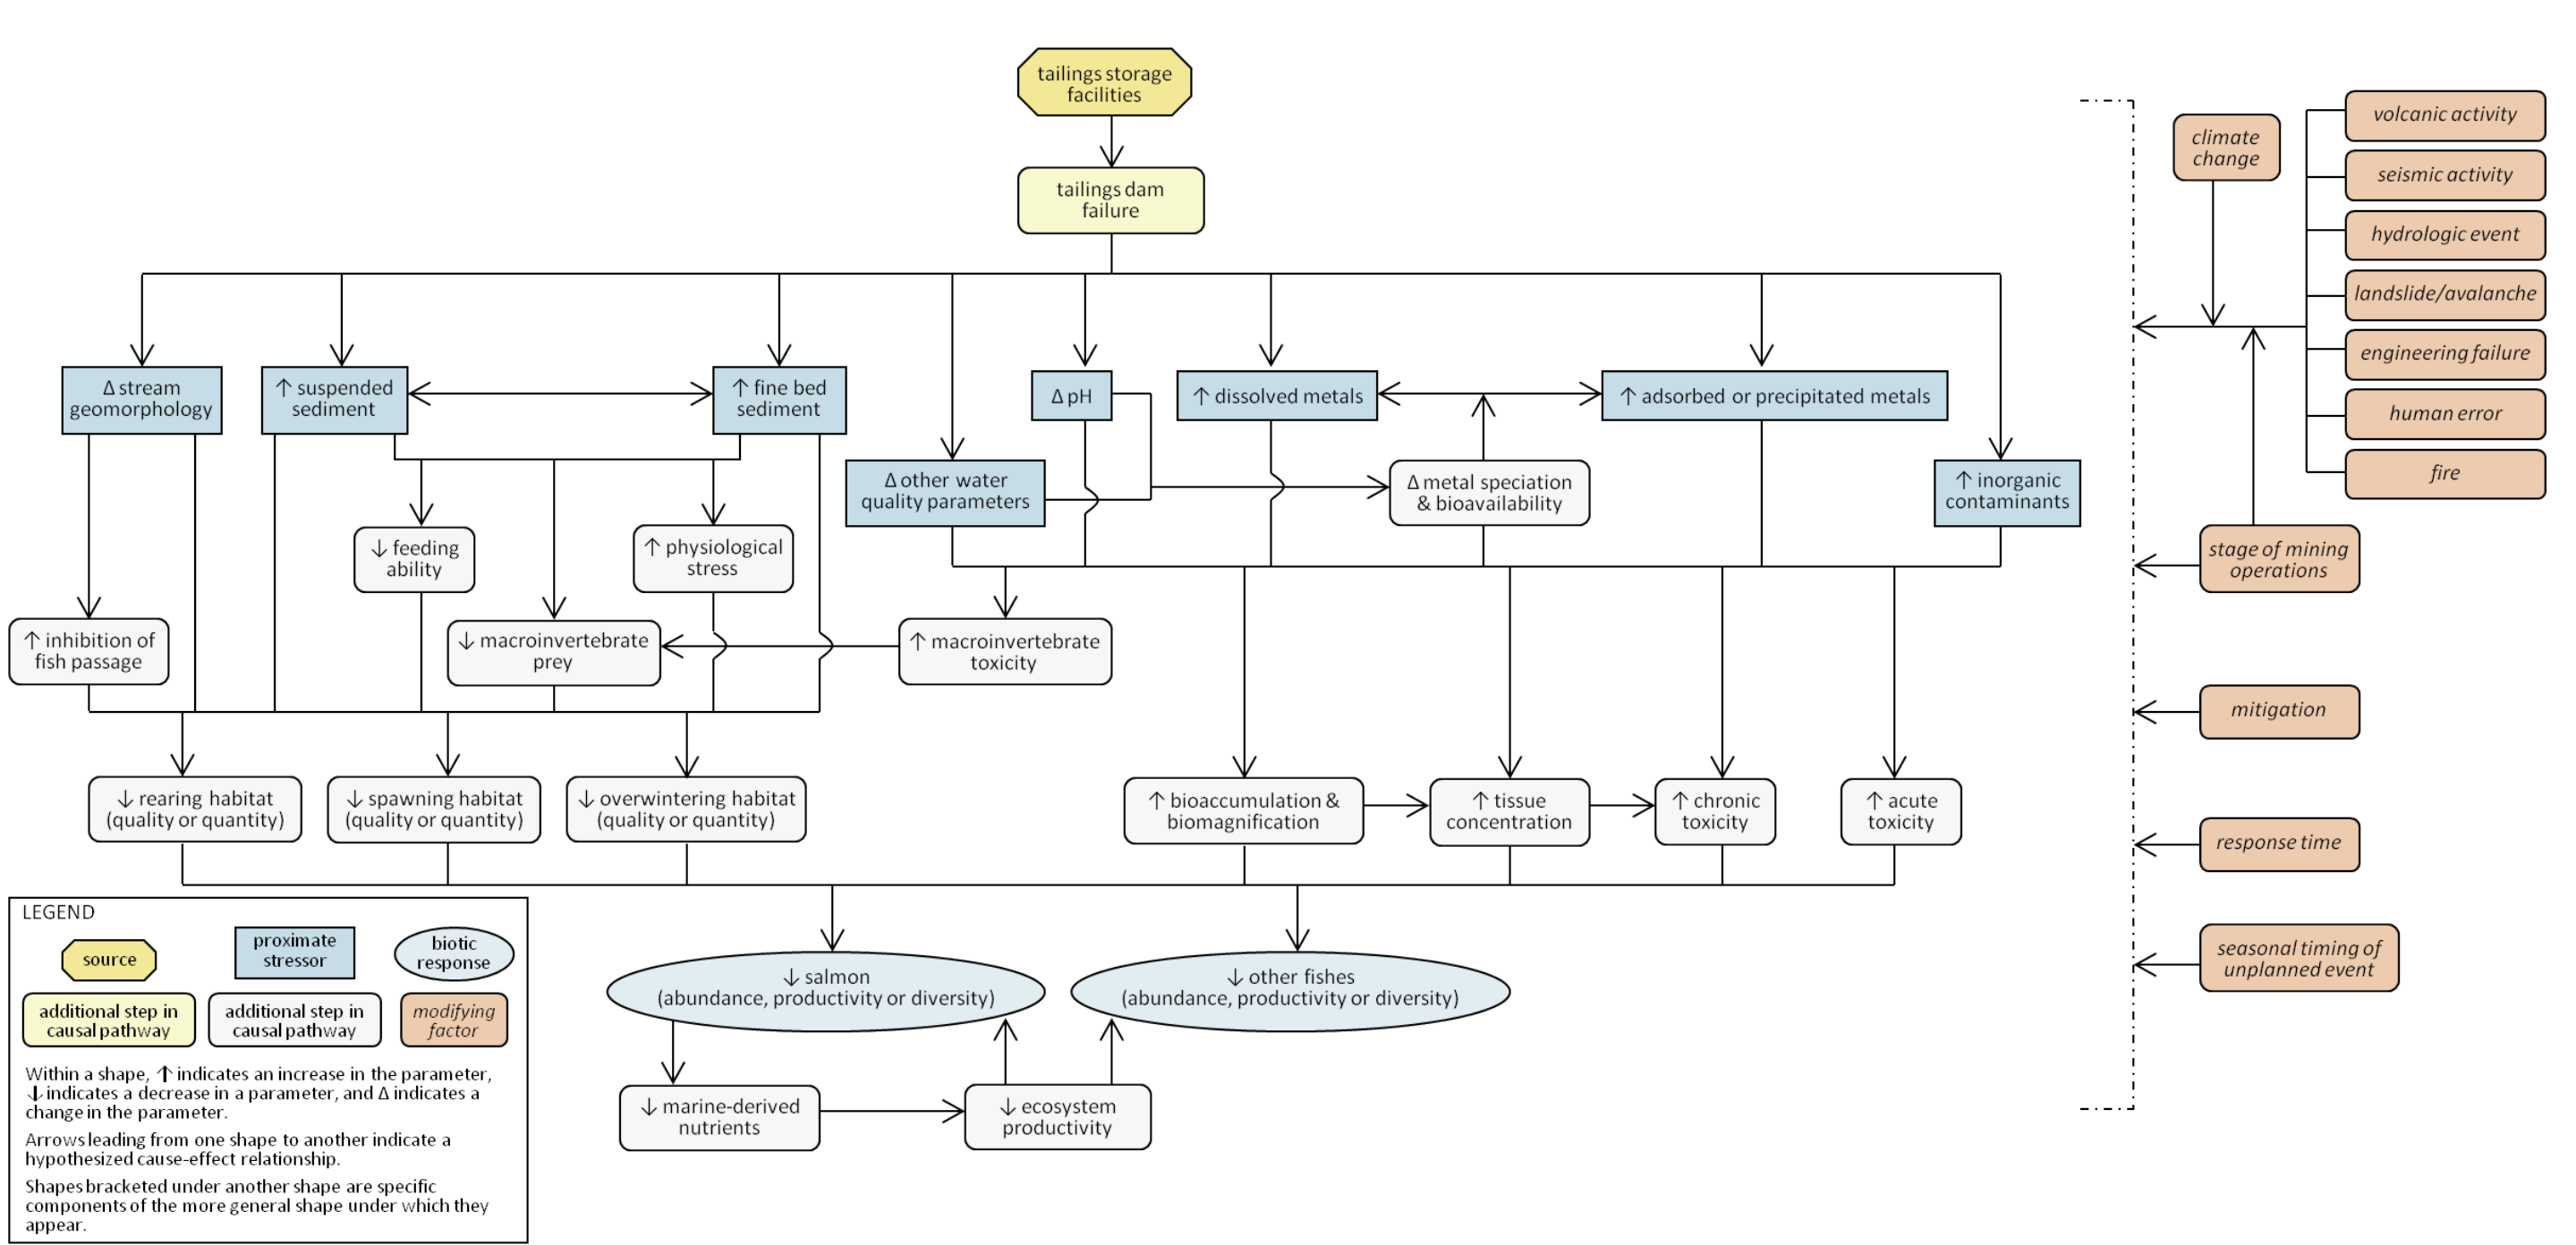 tailings storage
facilities
tailings dam
failure
Δ stream
geomorphology
↑ suspended
sediment
↑ fine bed
sediment
Δ pH
↑ dissolved metals
↑ adsorbed or precipitated metals
Δ other water
quality parameters
Δ metal speciation
& bioavailability
↑ inorganic
contaminants
↓ feeding
ability
↑ physiological
stress
↑ inhibition of
fish passage
↓ macroinvertebrate
prey
↑ macroinvertebrate
toxicity
↓ rearing habitat
(quality or quantity)
↓ spawning habitat
(quality or quantity)
↓ overwintering habitat
(quality or quantity)
↑ bioaccumulation &
biomagnification
↑ tissue
concentration
↑ chronic
toxicity
↑ acute
toxicity
↓ salmon
(abundance, productivity or diversity)
↓ other fishes
(abundance, productivity or diversity)
↓ marine-derived
nutrients
↓ ecosystem
productivity
climate
change
volcanic activity
seismic activity
hydrologic event
landslide/avalanche
engineering failure
human error
fire
stage of mining
operations
mitigation
response time
seasonal timing of
unplanned event
LEGEND
source
proximate
stressor
biotic
response
additional step in
causal pathway
additional step in
causal pathway
modifying
factor
Within a shape, ↑ indicates an increase in the parameter,
↓ indicates a decrease in a parameter, and Δ indicates a
change in the parameter.
Arrows leading from one shape to another indicate a
hypothesized cause-effect relationship.
Shapes bracketed under another shape are specific
components of the more general shape under which they
appear.